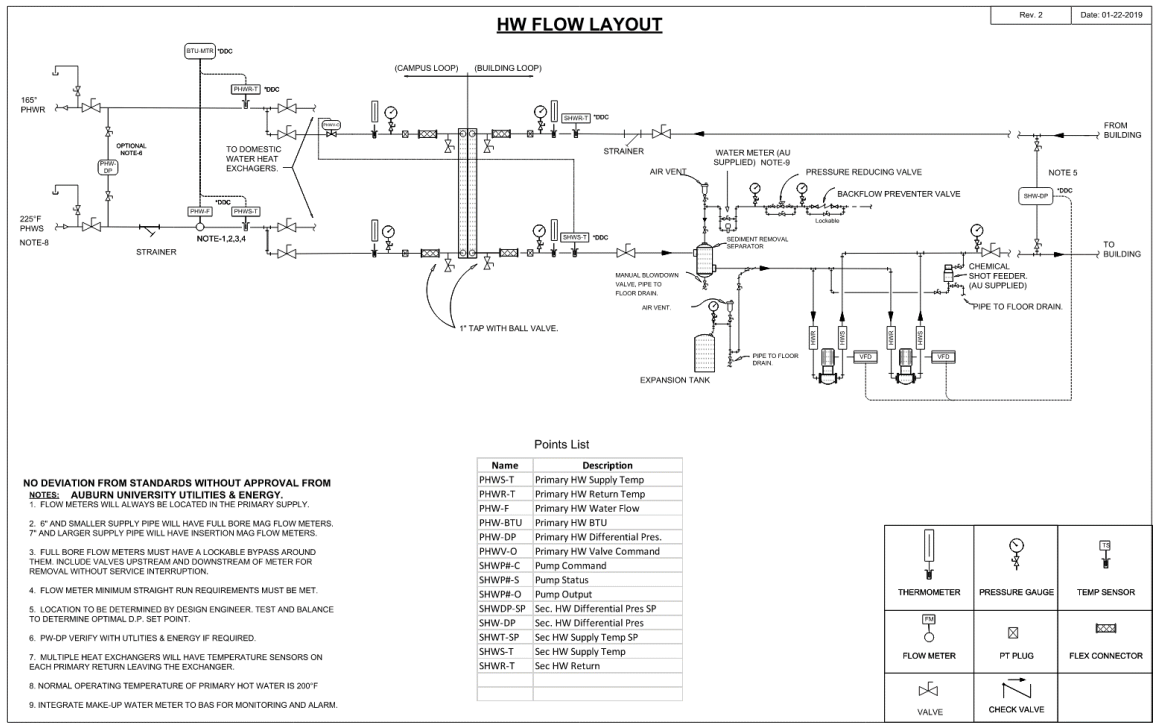 HW FLOW LAYOUT
Rev. 2
Date: 01-22-2019
BTU-MTR
*DDC
(CAMPUS LOOP)
(BUILDING LOOP)
PHWR-T
*DDC
165°
PHWR
OPTIONAL
NOTE-6
PHW-
DP
TO DOMESTIC
WATER HEAT
EXCHAGERS.
SHWR-T
*DDC
STRAINER
FROM
BUILDING
WATER METER (AU
SUPPLIED) NOTE-9
AIR VENT
PRESSURE REDUCING VALVE
BACKFLOW PREVENTER VALVE
Lockable
NOTE 5
SHW-DP
*DDC
*DDC
PHW-F
PHWS-T
225°F
PHWS
NOTE-8
NOTE-1,2,3,4
STRAINER
SHWS-T
*DDC
SEDIMENT REMOVAL
SEPARATOR
TO
BUILDING
MANUAL BLOWDOWN
VALVE, PIPE TO
FLOOR DRAIN.
AIR VENT.
CHEMICAL
SHOT FEEDER.
(AU SUPPLIED)
PIPE TO FLOOR DRAIN.
1" TAP WITH BALL VALVE.
HWR
HWS
HWR
HWS
VFD
VFD
PIPE TO FLOOR
DRAIN.
EXPANSION TANK
NO DEVIATION FROM STANDARDS WITHOUT APPROVAL FROM
NOTES: AUBURN UNIVERSITY UTILITIES & ENERGY.
1. FLOW METERS WILL ALWAYS BE LOCATED IN THE PRIMARY SUPPLY.
2. 6" AND SMALLER SUPPLY PIPE WILL HAVE FULL BORE MAG FLOW METERS.
7" AND LARGER SUPPLY PIPE WILL HAVE INSERTION MAG FLOW METERS.
3. FULL BORE FLOW METERS MUST HAVE A LOCKABLE BYPASS AROUND
THEM. INCLUDE VALVES UPSTREAM AND DOWNSTREAM OF METER FOR
REMOVAL WITHOUT SERVICE INTERRUPTION.
4. FLOW METER MINIMUM STRAIGHT RUN REQUIREMENTS MUST BE MET.
5. LOCATION TO BE DETERMINED BY DESIGN ENGINEER. TEST AND BALANCE
TO DETERMINE OPTIMAL D.P. SET POINT.
6. PW-DP VERIFY WITH UTLITIES & ENERGY IF REQUIRED.
7. MULTIPLE HEAT EXCHANGERS WILL HAVE TEMPERATURE SENSORS ON
EACH PRIMARY RETURN LEAVING THE EXCHANGER.
8. NORMAL OPERATING TEMPERATURE OF PRIMARY HOT WATER IS 200°F
9. INTEGRATE MAKE-UP WATER METER TO BAS FOR MONITORING AND ALARM.
Points List
Name Description
PHWS-T Primary HW Supply Temp
PHWR-T Primary HW Return Temp
PHW-F Primary HW Water Flow
PHW-BTU Primary HW BTU
PHW-DP Primary HW Differential Pres.
PHWV-O Primary HW Valve Command
SHWP#-C Pump Command
SHWP#-S Pump Status
SHWP#-O Pump Output
SHWDP-SP Sec. HW Differential Pres SP
SHW-DP Sec. HW Differential Pres
SHWT-SP Sec HW Supply Temp SP
SHWS-T Sec HW Supply Temp
SHWR-T Sec HW Return
THERMOMETER
PRESSURE GAUGE
TS
TEMP SENSOR
FM
FLOW METER
PT PLUG
FLEX CONNECTOR
VALVE
CHECK VALVE